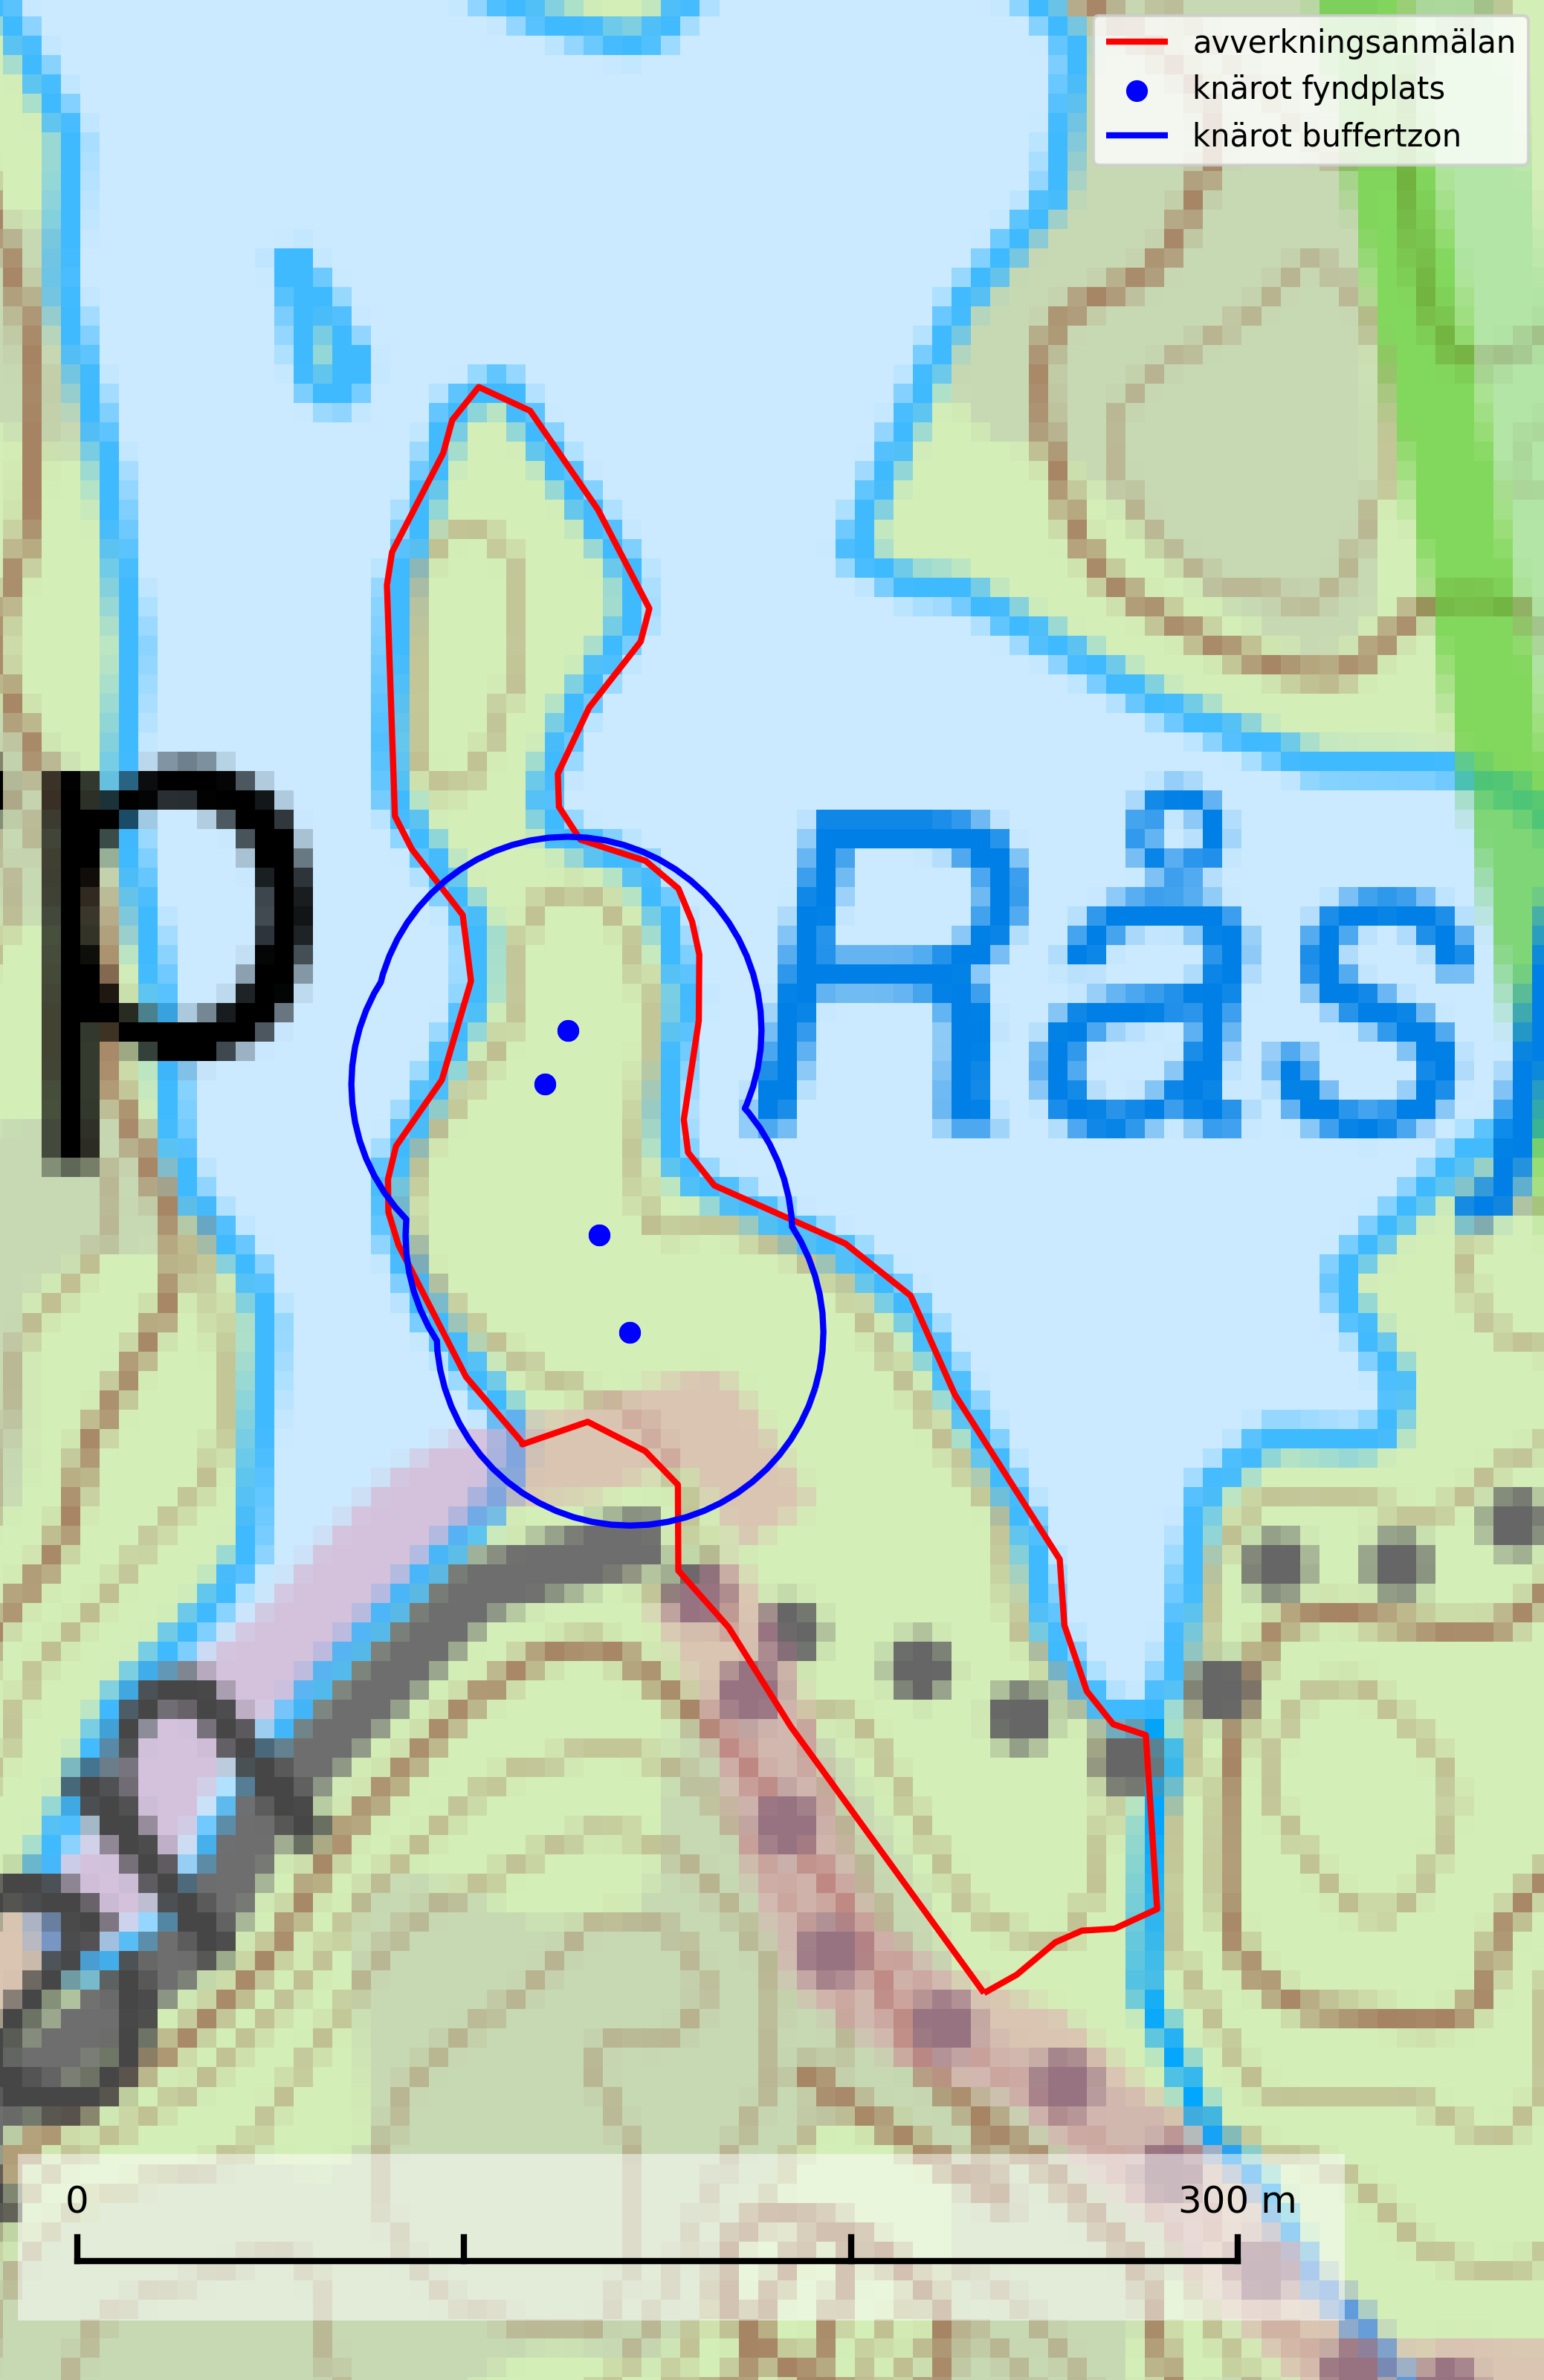 avverkningsanmälan
knärot fyndplats
knärot buffertzon
p
Rås
0 300 m